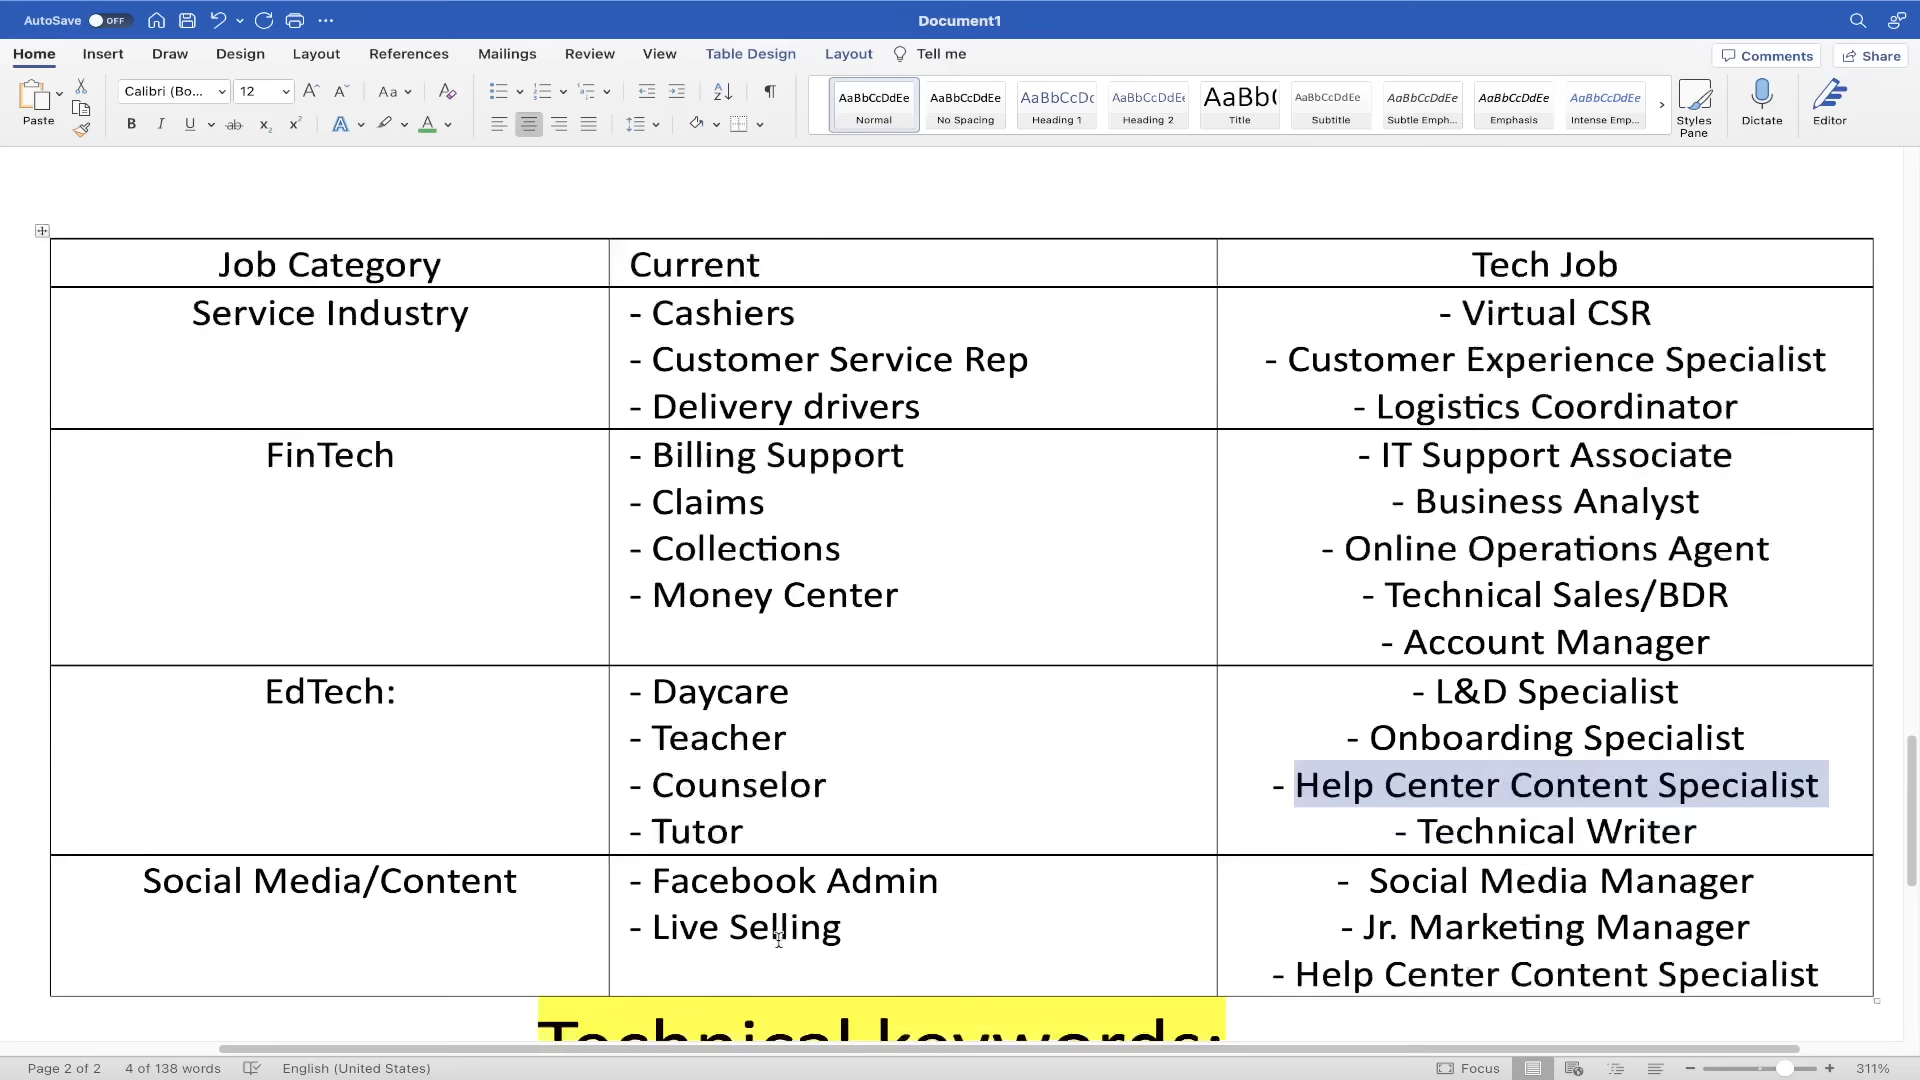 AutoSave OFF
Document1
Home Insert Draw Design Layout References Mailings Review View Table Design Layout Tell me
Comments Share
Paste
Calibri (Bo... 12
AaBbCcDdEe Normal
AaBbCcDdEe No Spacing
AaBbCcDc Heading 1
AaBbCcDdEe Heading 2
AaBb( Title
AaBbCcDdEe Subtitle
AaBbCcDdEe Subtle Emph...
AaBbCcDdEe Emphasis
AaBbCcDdEe Intense Emp...
Styles Pane
Dictate
Editor
Job Category Current Tech Job
Service Industry
- Cashiers
- Customer Service Rep
- Delivery drivers
- Virtual CSR
- Customer Experience Specialist
- Logistics Coordinator
FinTech
- Billing Support
- Claims
- Collections
- Money Center
- IT Support Associate
- Business Analyst
- Online Operations Agent
- Technical Sales/BDR
- Account Manager
EdTech:
- Daycare
- Teacher
- Counselor
- Tutor
- L&D Specialist
- Onboarding Specialist
- Help Center Content Specialist
- Technical Writer
Social Media/Content
- Facebook Admin
- Live Selling
- Social Media Manager
- Jr. Marketing Manager
- Help Center Content Specialist
Technical keywords:
Page 2 of 2 4 of 138 words English (United States) Focus 311%